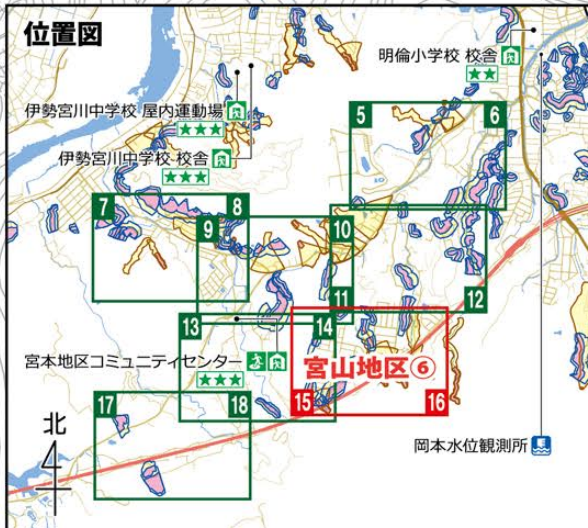 位置図
明倫小学校 校舎
★★
伊勢宮川中学校 屋内運動場
★★★
伊勢宮川中学校 校舎
★★★
5
6
7
8
9
10
11
12
13
14
宮本地区コミュニティセンター
★★★
宮山地区⑥
15
16
17
18
北
4
岡本水位観測所